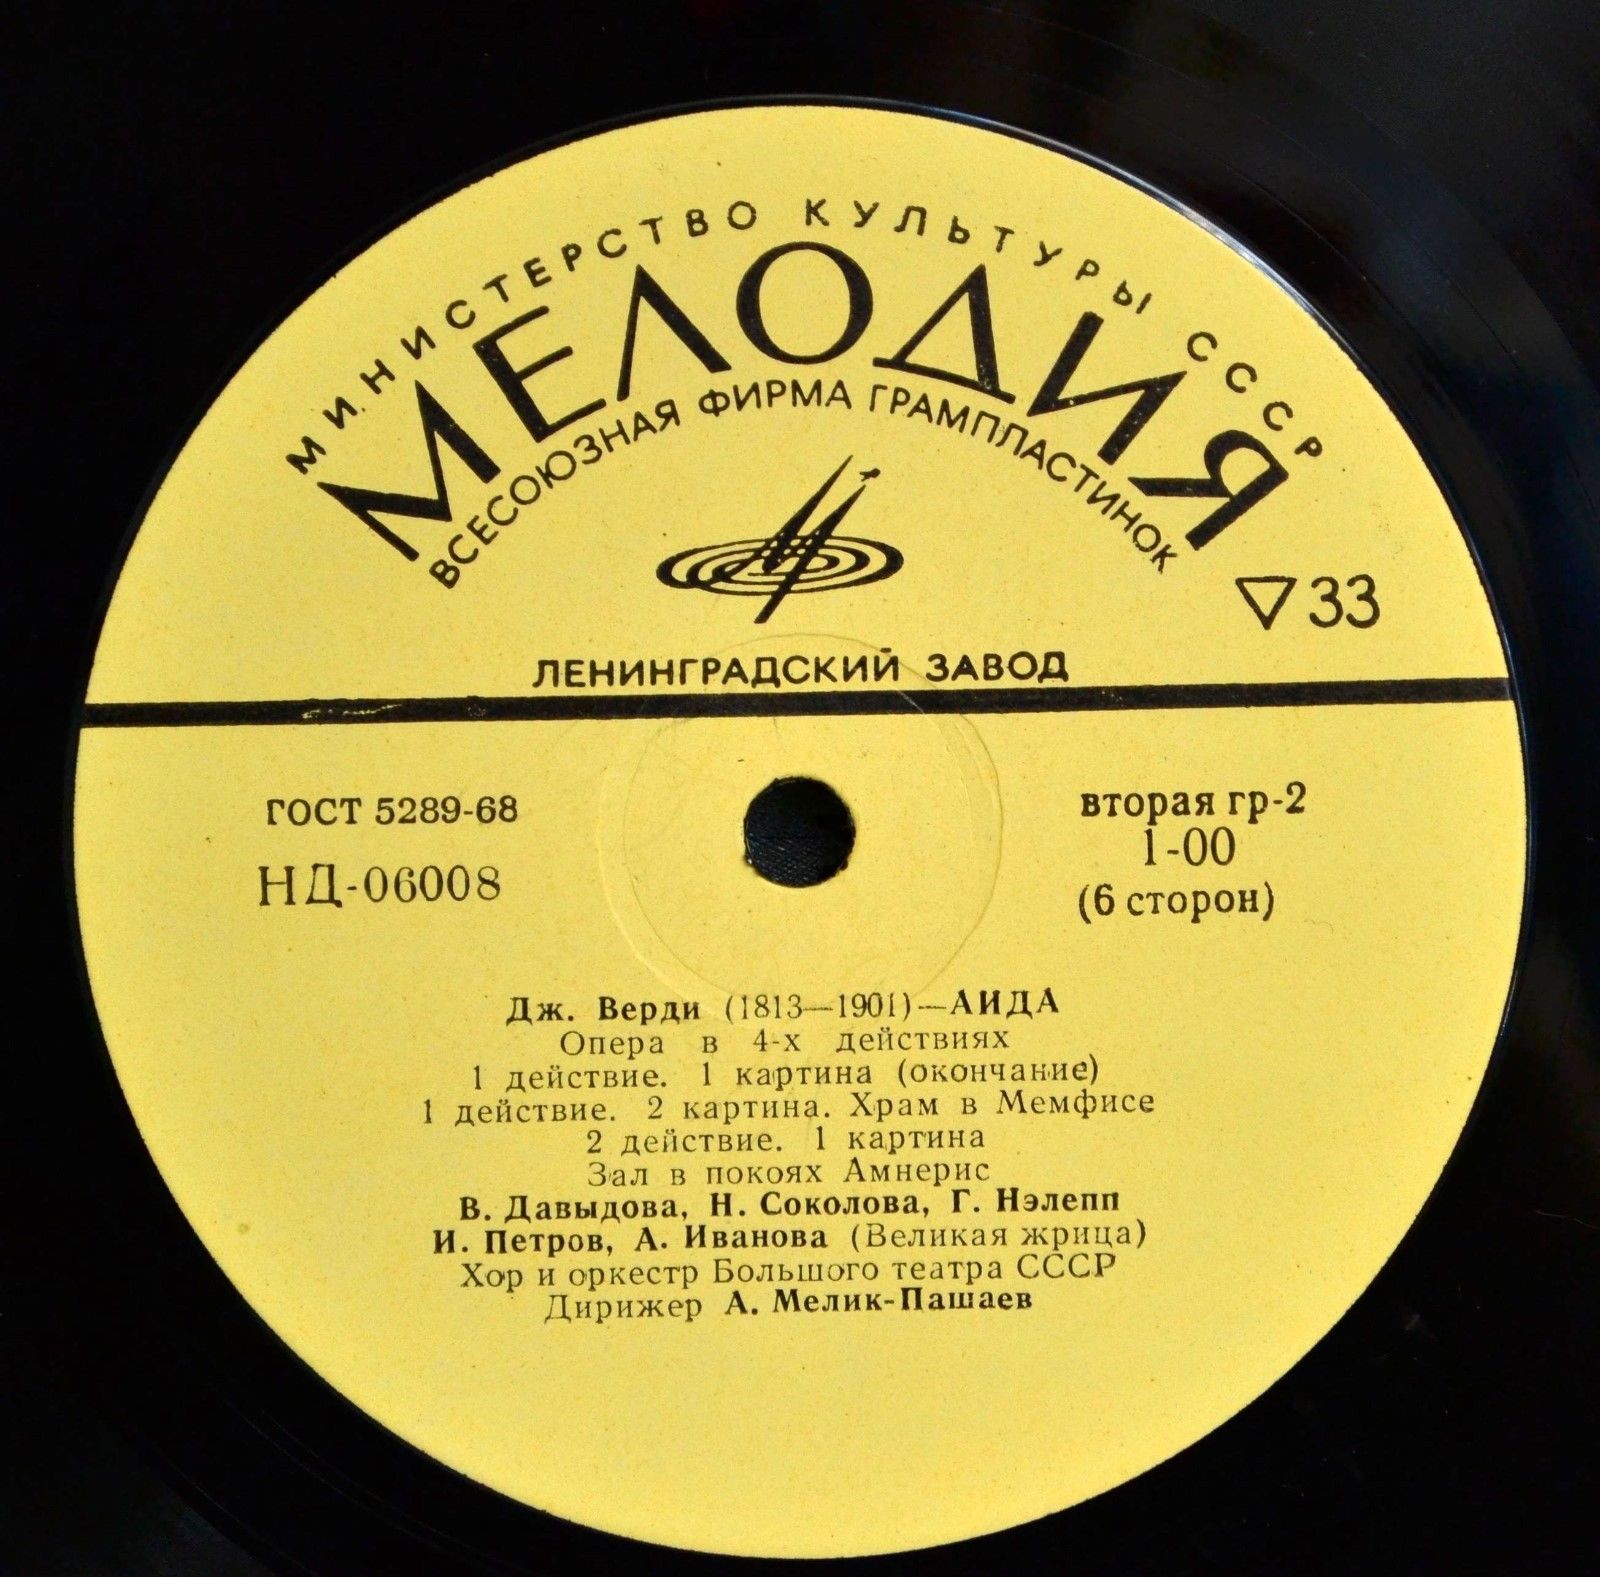 МИНИСТЕРСТВО КУЛЬТУРЫ СССР
МЕЛОДИЯ
ВСЕСОЮЗНАЯ ФИРМА ГРАМПЛАСТИНОК
▽33
ЛЕНИНГРАДСКИЙ ЗАВОД
ГОСТ 5289-68
НД-06008
вторая гр-2
1-00
(6 сторон)
Дж. Верди (1813—1901)—АИДА
Опера в 4-х действиях
1 действие. 1 картина (окончание)
1 действие. 2 картина. Храм в Мемфисе
2 действие. 1 картина
Зал в покоях Амнерис
В. Давыдова, Н. Соколова, Г. Нэлепп
И. Петров, А. Иванова (Великая жрица)
Хор и оркестр Большого театра СССР
Дирижер А. Мелик-Пашаев